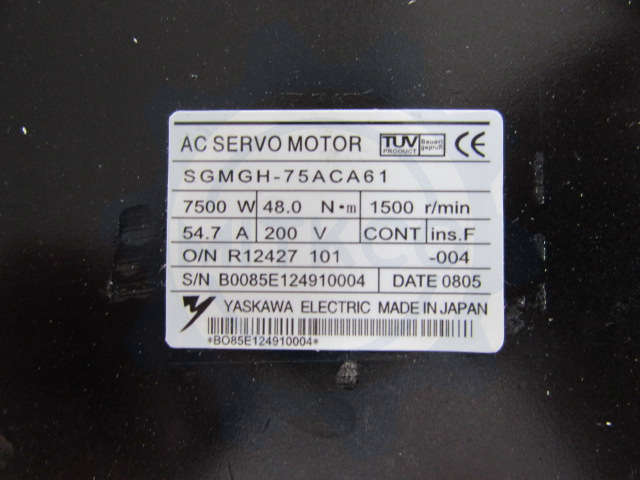 AC SERVO MOTOR TÜV PRODUCT Bauart geprüft CE
SGMGH-75ACA61
7500 W 48.0 N·m 1500 r/min
54.7 A 200 V CONT ins.F
O/N R12427 101 -004
S/N B0085E124910004 DATE 0805
YASKAWA ELECTRIC MADE IN JAPAN
*BO85E124910004*